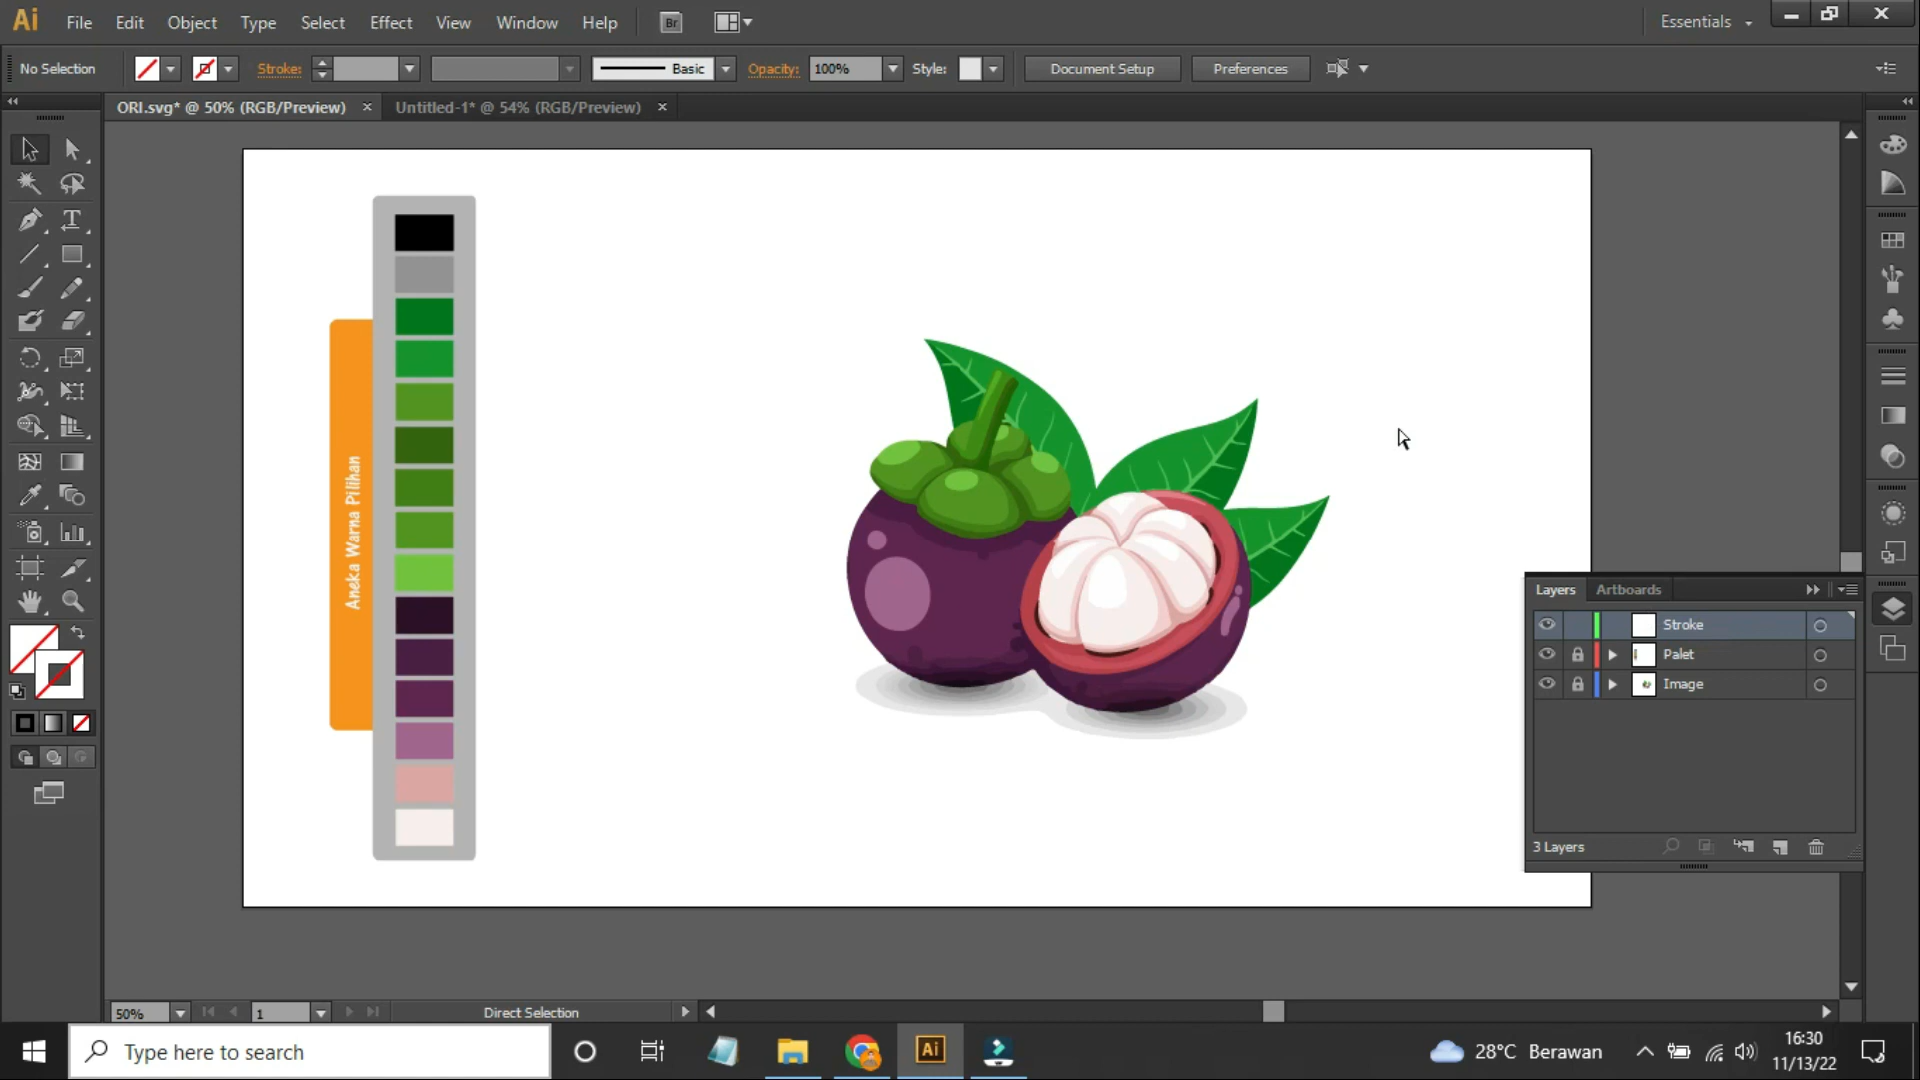 Ai File Edit Object Type Select Effect View Window Help Br Essentials
No Selection Stroke: Basic Opacity: 100% Style: Document Setup Preferences
ORI.svg* @ 50% (RGB/Preview) × Untitled-1* @ 54% (RGB/Preview) ×
Aneka Warna Pilihan
Layers Artboards
Stroke
Palet
Image
3 Layers
50% 1 Direct Selection
Type here to search
Ai
28°C Berawan
16:30
11/13/22